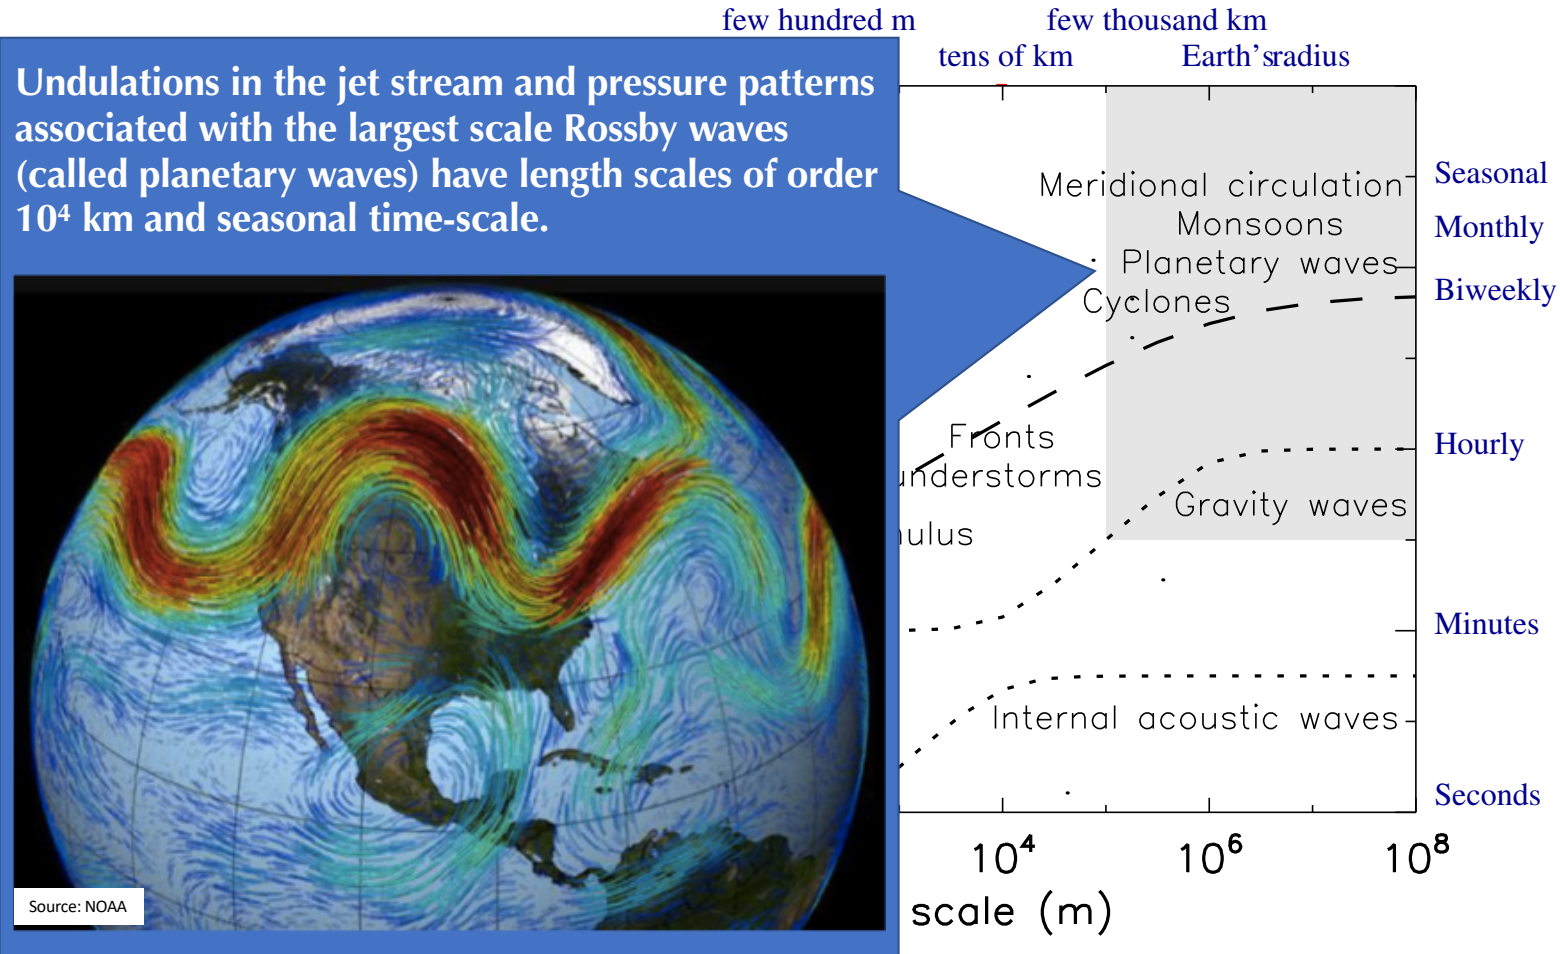 few hundred m
few thousand km
tens of km
Earth'sradius
Undulations in the jet stream and pressure patterns
associated with the largest scale Rossby waves
(called planetary waves) have length scales of order
10⁴ km and seasonal time-scale.
Source: NOAA
Meridional circulation
Monsoons
Planetary waves
Cyclones
Fronts
understorms
ulus
Gravity waves
Internal acoustic waves
Seasonal
Monthly
Biweekly
Hourly
Minutes
Seconds
10⁴
10⁶
10⁸
scale (m)